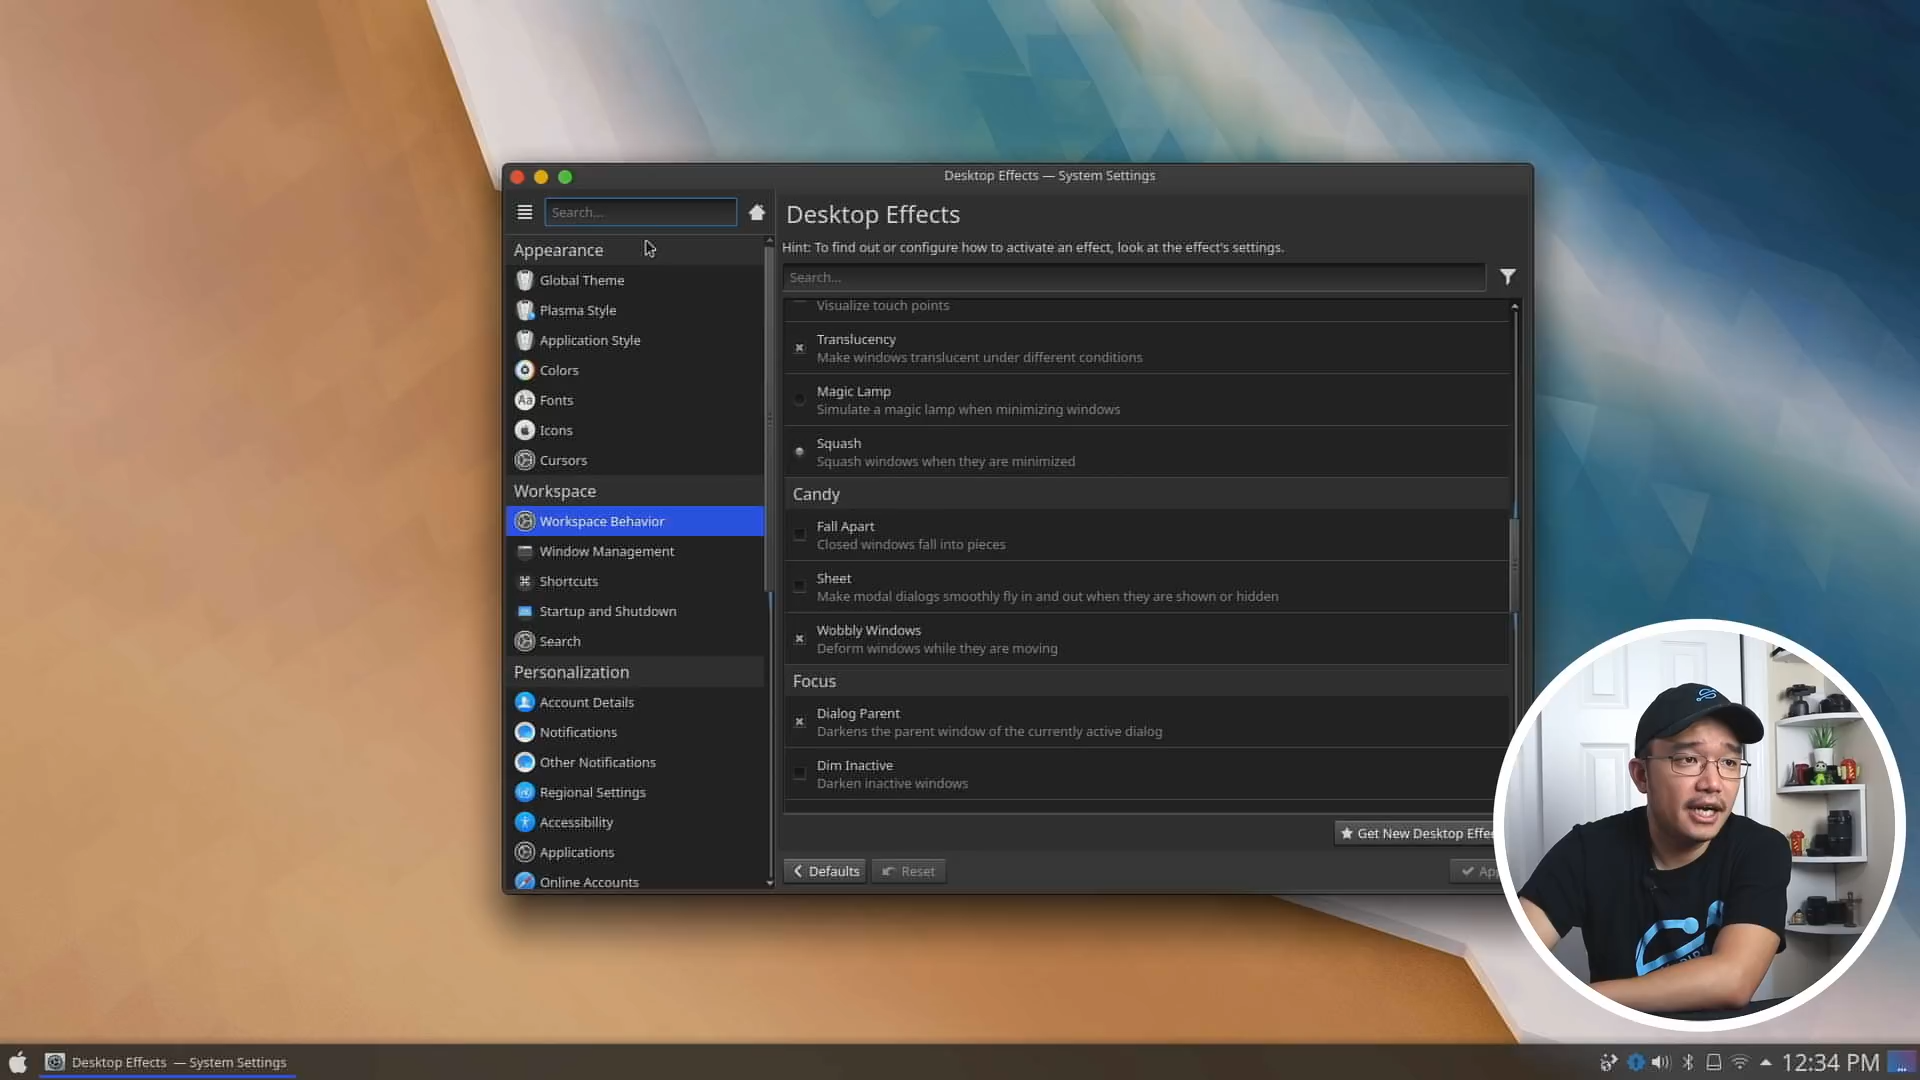 Desktop Effects — System Settings
Search...
Appearance
Global Theme
Plasma Style
Application Style
Colors
Aa Fonts
Icons
Cursors
Workspace
Workspace Behavior
Window Management
Shortcuts
Startup and Shutdown
Search
Personalization
Account Details
Notifications
Other Notifications
Regional Settings
Accessibility
Applications
Online Accounts
Desktop Effects
Hint: To find out or configure how to activate an effect, look at the effect's settings.
Search...
Visualize touch points
Translucency
Make windows translucent under different conditions
Magic Lamp
Simulate a magic lamp when minimizing windows
Squash
Squash windows when they are minimized
Candy
Fall Apart
Closed windows fall into pieces
Sheet
Make modal dialogs smoothly fly in and out when they are shown or hidden
Wobbly Windows
Deform windows while they are moving
Focus
Dialog Parent
Darkens the parent window of the currently active dialog
Dim Inactive
Darken inactive windows
Get New Desktop Effe
Defaults
Reset
Ap
Desktop Effects — System Settings
12:34 PM